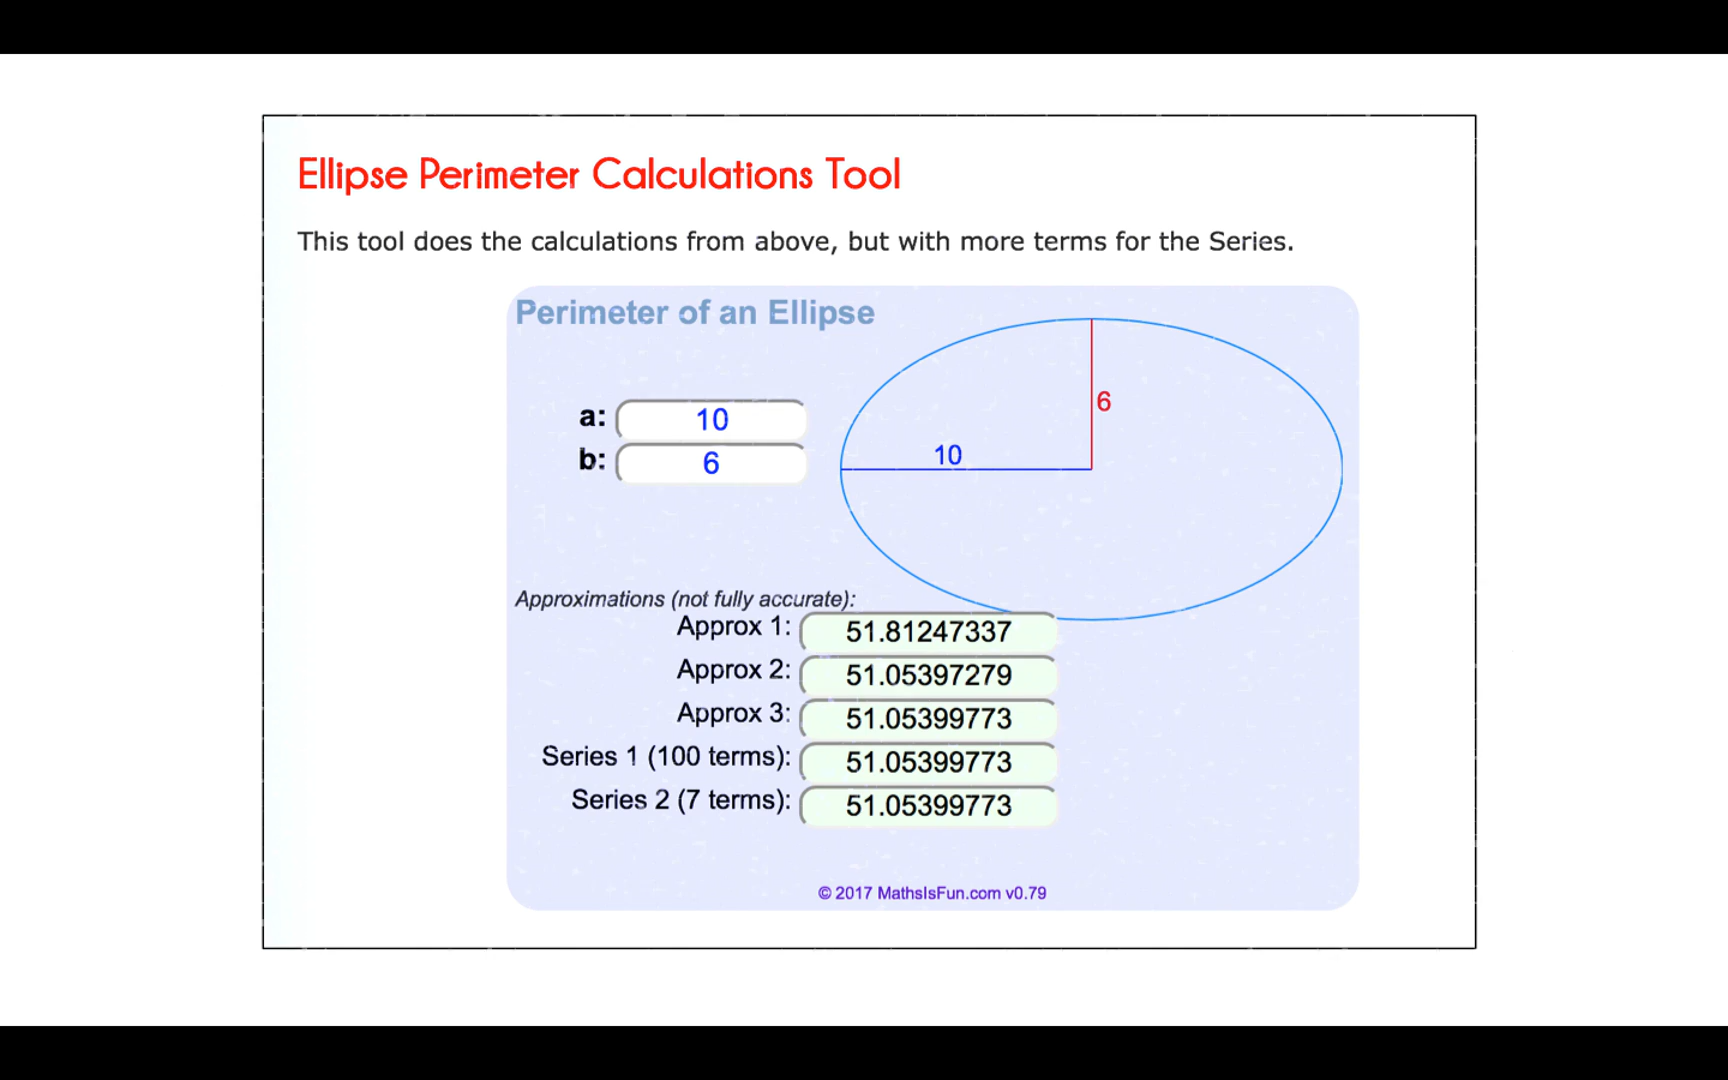 Ellipse Perimeter Calculations Tool
This tool does the calculations from above, but with more terms for the Series.
Perimeter of an Ellipse
a: 10
b: 6
6
10
Approximations (not fully accurate):
Approx 1: 51.81247337
Approx 2: 51.05397279
Approx 3: 51.05399773
Series 1 (100 terms): 51.05399773
Series 2 (7 terms): 51.05399773
© 2017 MathsIsFun.com v0.79